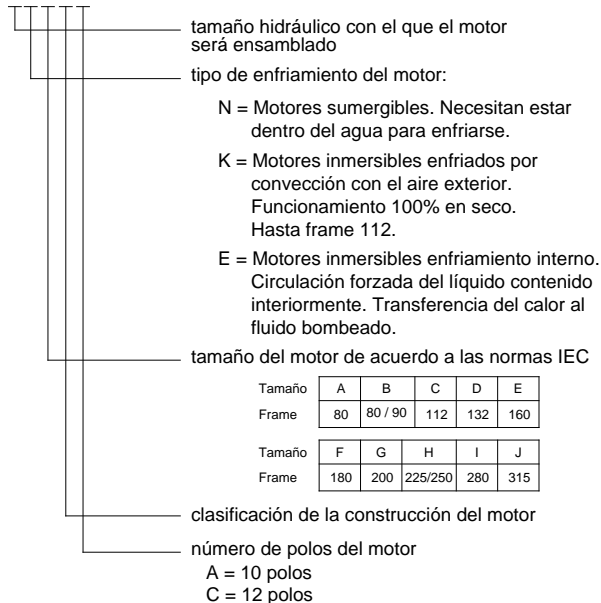 tamaño hidráulico con el que el motor
será ensamblado
tipo de enfriamiento del motor:
N = Motores sumergibles. Necesitan estar
dentro del agua para enfriarse.
K = Motores inmersibles enfriados por
convección con el aire exterior.
Funcionamiento 100% en seco.
Hasta frame 112.
E = Motores inmersibles enfriamiento interno.
Circulación forzada del líquido contenido
interiormente. Transferencia del calor al
fluido bombeado.
tamaño del motor de acuerdo a las normas IEC
Tamaño A B C D E
Frame 80 80 / 90 112 132 160
Tamaño F G H I J
Frame 180 200 225/250 280 315
clasificación de la construcción del motor
número de polos del motor
A = 10 polos
C = 12 polos